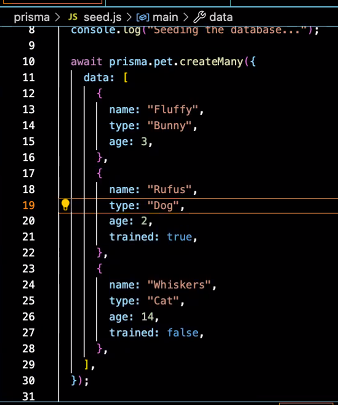 prisma > seed.js > main > data
8 console.log("Seeding the database...");
9
10 await prisma.pet.createMany({
11 data: [
12 {
13 name: "Fluffy",
14 type: "Bunny",
15 age: 3,
16 },
17 {
18 name: "Rufus",
19 type: "Dog",
20 age: 2,
21 trained: true,
22 },
23 {
24 name: "Whiskers",
25 type: "Cat",
26 age: 14,
27 trained: false,
28 },
29 ],
30 });
31